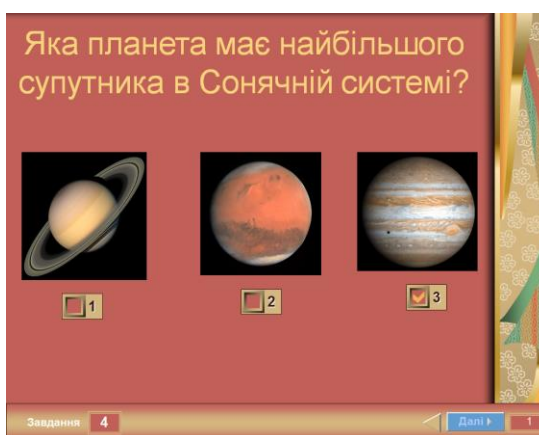 Яка планета має найбільшого
супутника в Сонячній системі?
1
2
3
Завдання 4
Далі
1